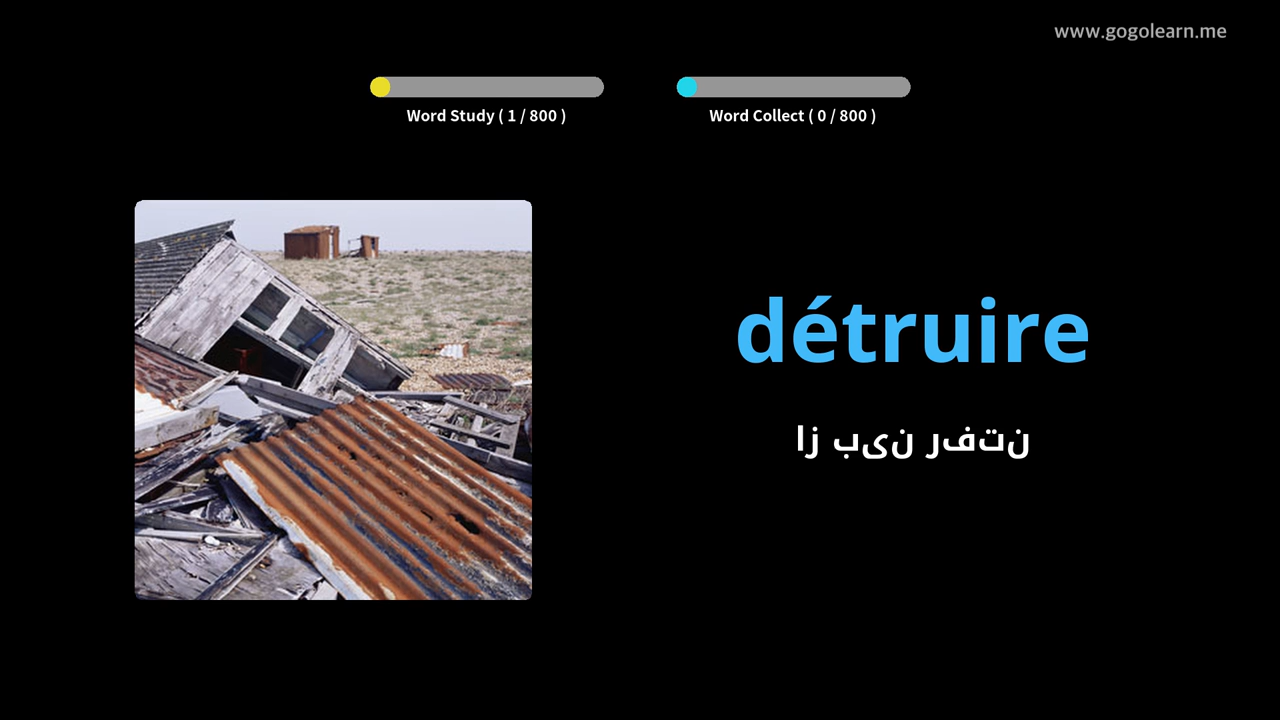 www.gogolearn.me
Word Study ( 1 / 800 )
Word Collect ( 0 / 800 )
détruire
از بین رفتن